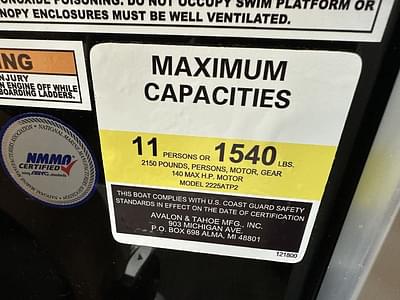 POISONING. DO NOT OCCUPY SWIM PLATFORM OR
ENCLOSURES MUST BE WELL VENTILATED.
NING
INJURY
ENGINE OFF WHILE
BOARDING LADDERS.
MAXIMUM
CAPACITIES
11 PERSONS OR 1540 LBS.
2150 POUNDS, PERSONS, MOTOR, GEAR
140 MAX H.P. MOTOR
MODEL 2225ATP2
THIS BOAT COMPLIES WITH U.S. COAST GUARD SAFETY
STANDARDS IN EFFECT ON THE DATE OF CERTIFICATION
AVALON & TAHOE MFG., INC.
903 MICHIGAN AVE.
P.O. BOX 698 ALMA, MI 48801
121800
NMMA
CERTIFIED